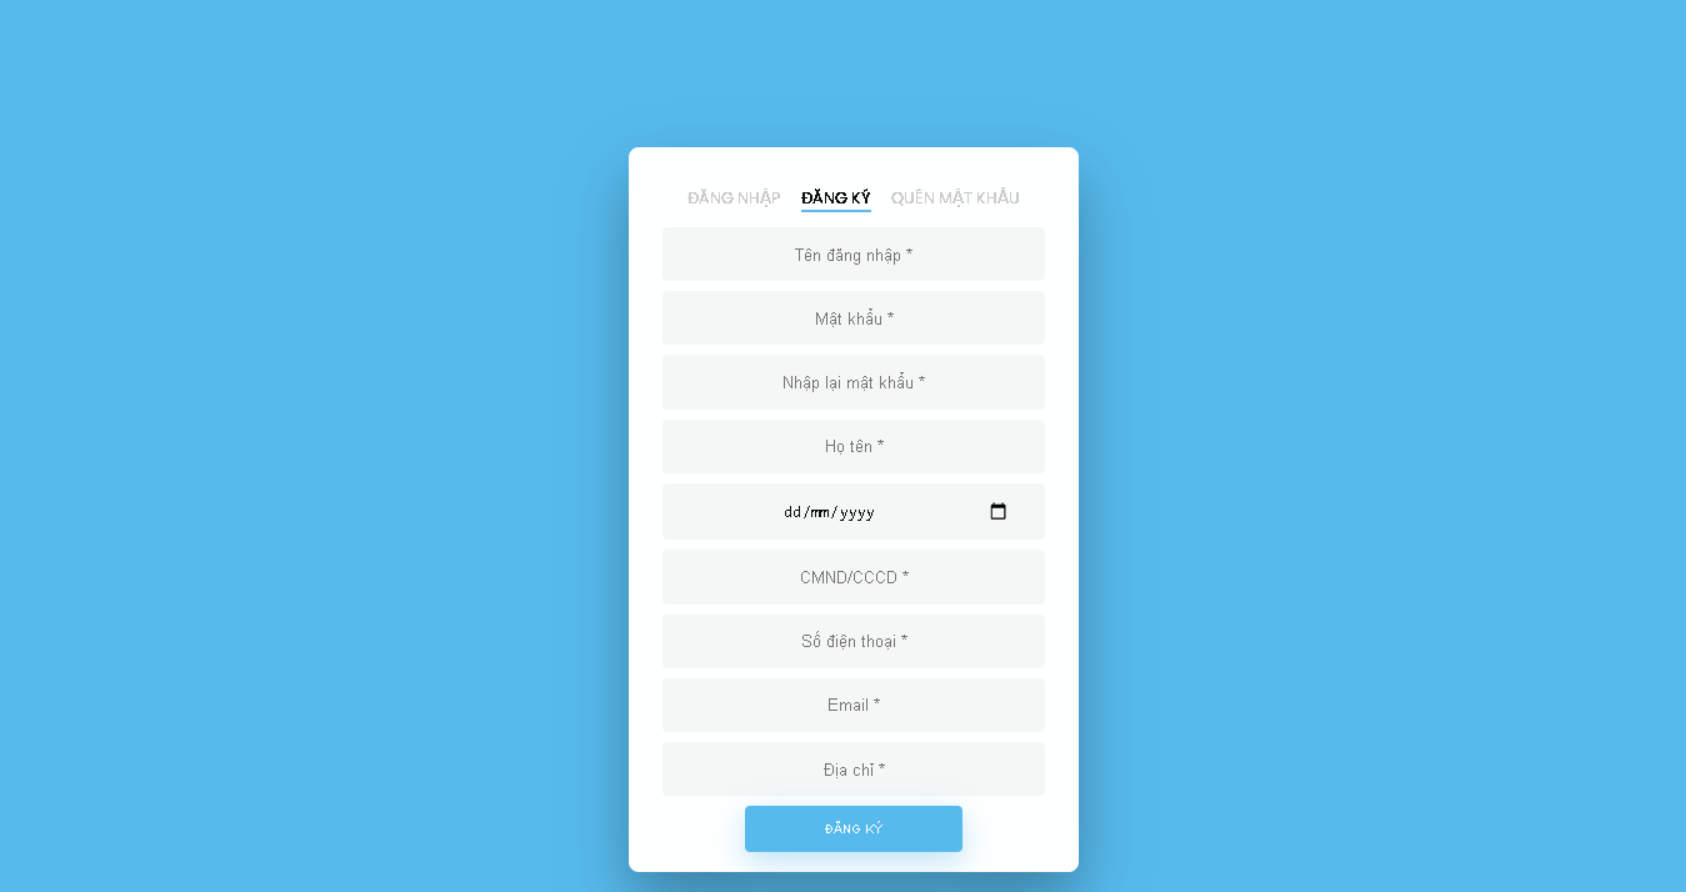 ĐĂNG NHẬP ĐĂNG KÝ QUÊN MẬT KHẨU
Tên đăng nhập *
Mật khẩu *
Nhập lại mật khẩu *
Họ tên *
dd/mm/yyyy
CMND/CCCD *
Số điện thoại *
Email *
Địa chỉ *
ĐĂNG KÝ